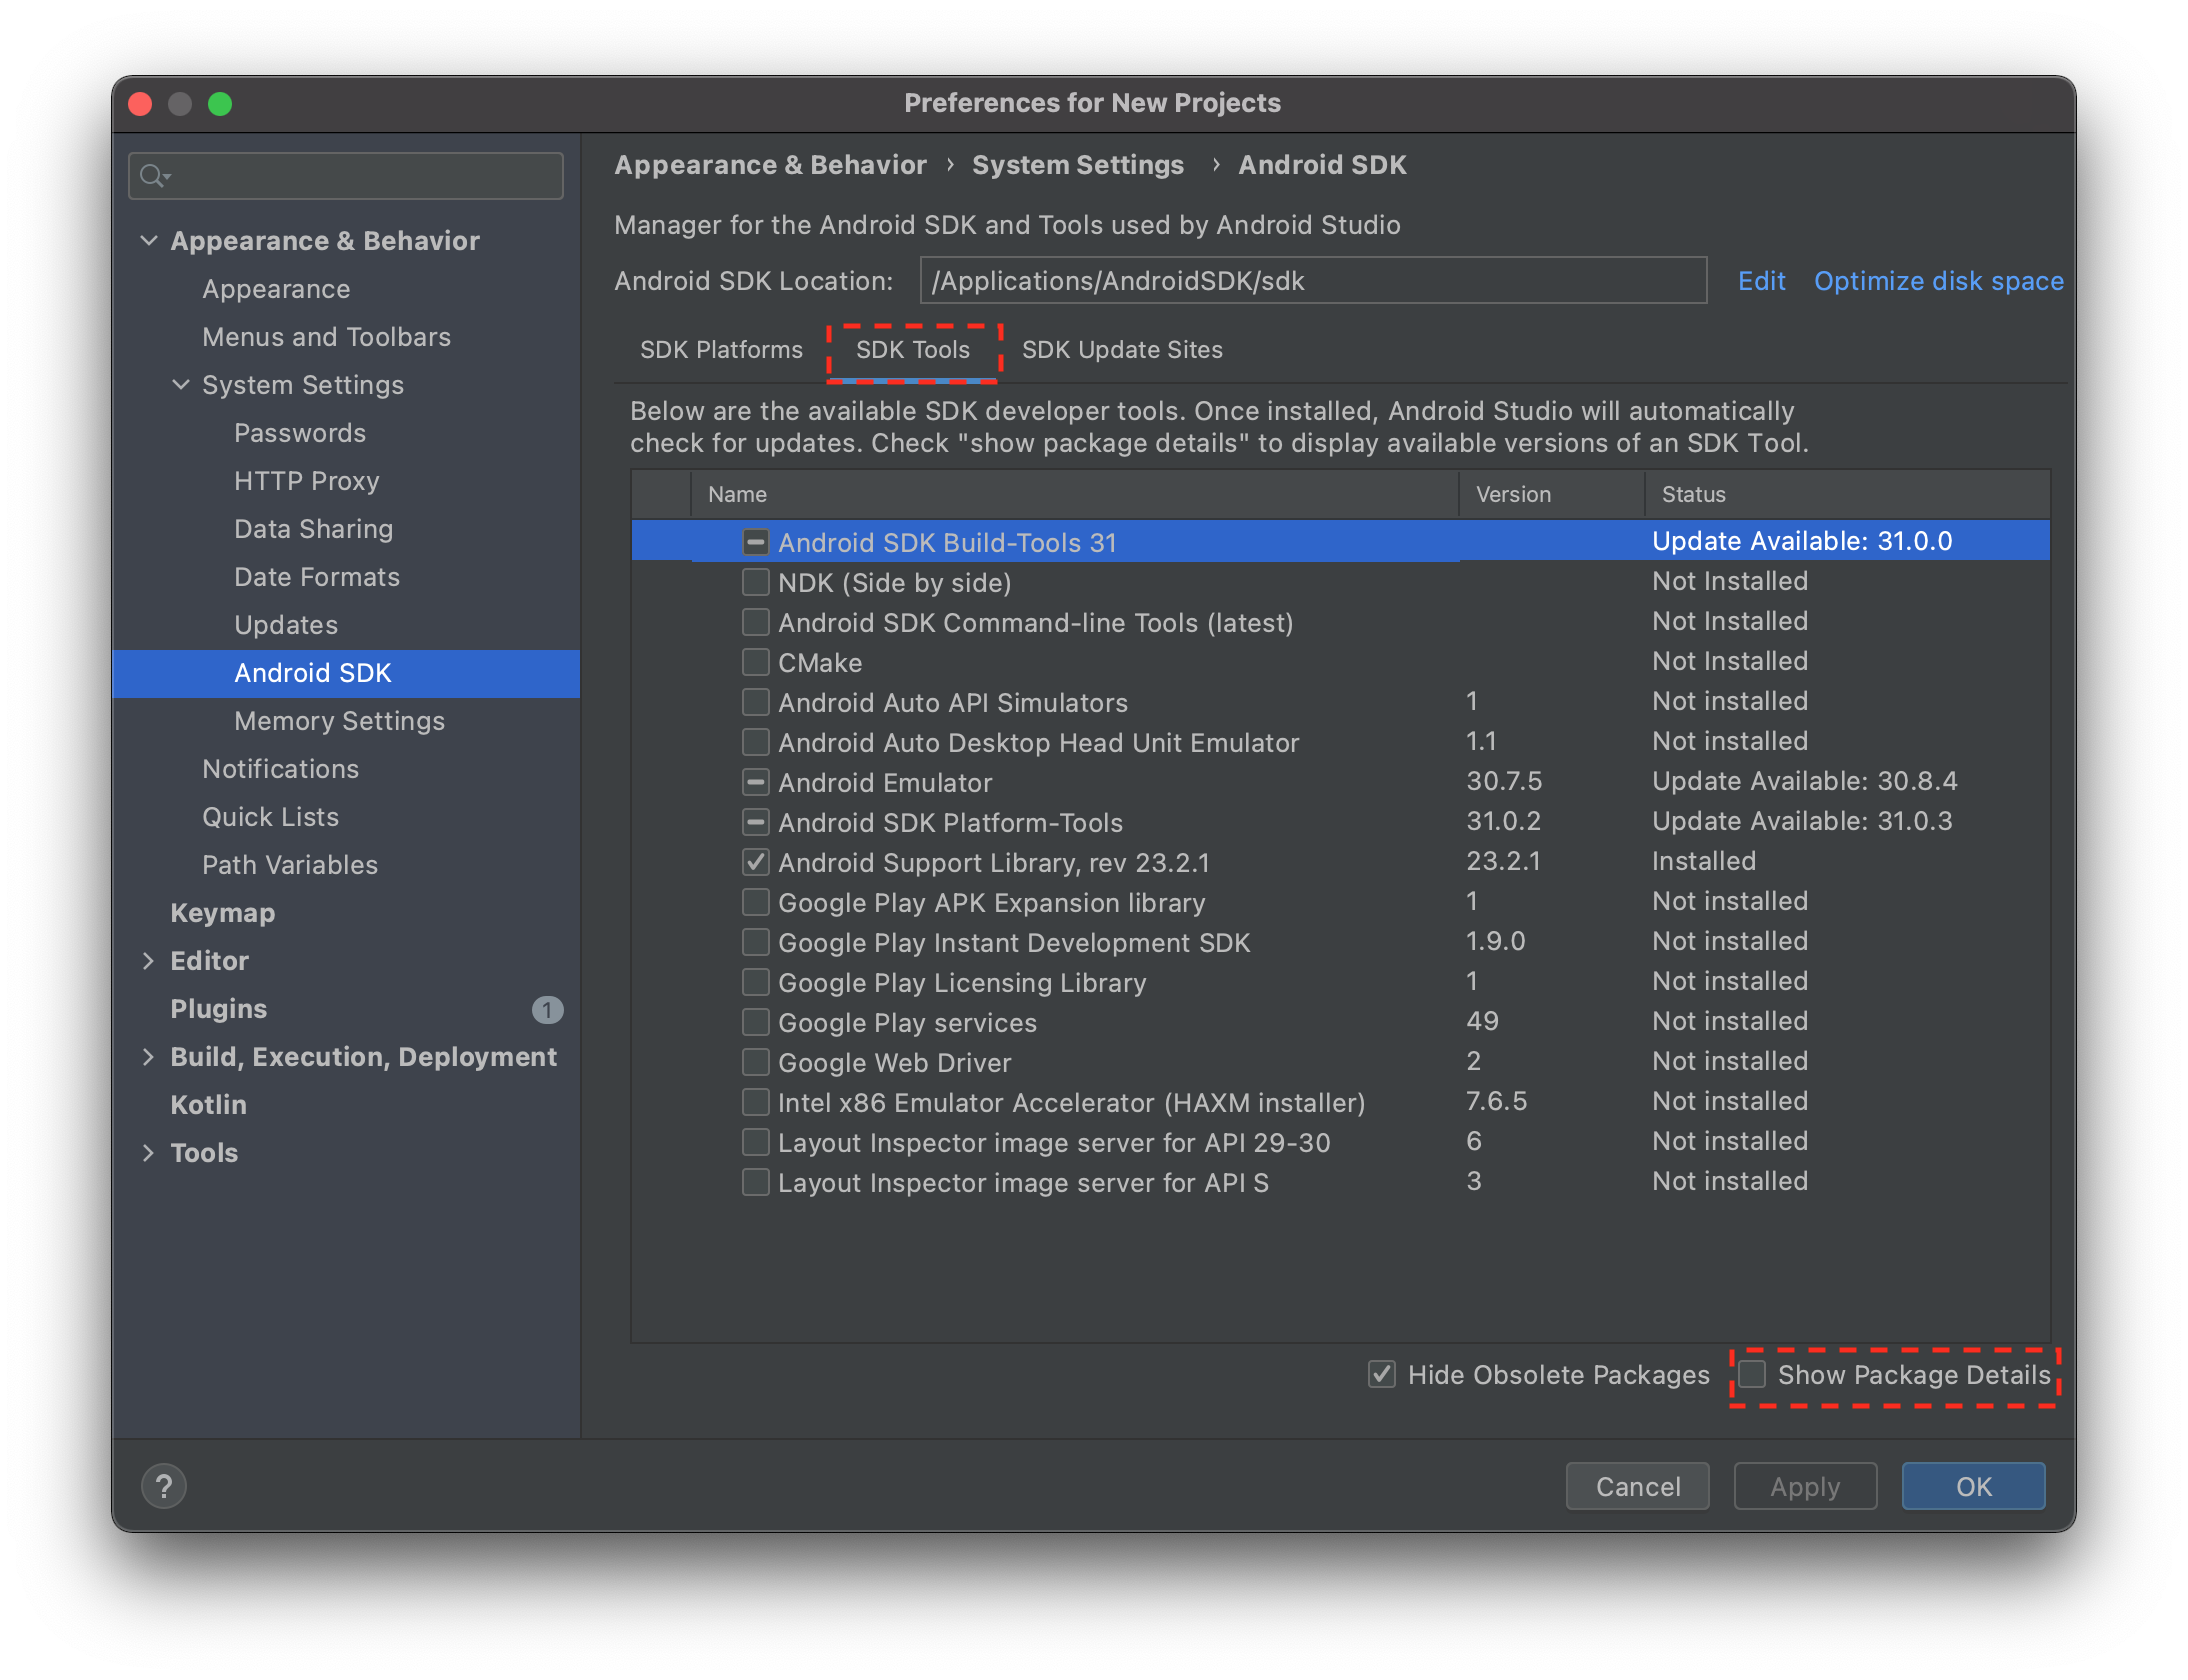 Preferences for New Projects
Appearance & Behavior
Appearance
Menus and Toolbars
System Settings
Passwords
HTTP Proxy
Data Sharing
Date Formats
Updates
Android SDK
Memory Settings
Notifications
Quick Lists
Path Variables
Keymap
Editor
Plugins 1
Build, Execution, Deployment
Kotlin
Tools
Appearance & Behavior › System Settings › Android SDK
Manager for the Android SDK and Tools used by Android Studio
Android SDK Location: /Applications/AndroidSDK/sdk Edit Optimize disk space
SDK Platforms SDK Tools SDK Update Sites
Below are the available SDK developer tools. Once installed, Android Studio will automatically
check for updates. Check "show package details" to display available versions of an SDK Tool.
Name Version Status
Android SDK Build-Tools 31 Update Available: 31.0.0
NDK (Side by side) Not Installed
Android SDK Command-line Tools (latest) Not Installed
CMake Not Installed
Android Auto API Simulators 1 Not installed
Android Auto Desktop Head Unit Emulator 1.1 Not installed
Android Emulator 30.7.5 Update Available: 30.8.4
Android SDK Platform-Tools 31.0.2 Update Available: 31.0.3
Android Support Library, rev 23.2.1 23.2.1 Installed
Google Play APK Expansion library 1 Not installed
Google Play Instant Development SDK 1.9.0 Not installed
Google Play Licensing Library 1 Not installed
Google Play services 49 Not installed
Google Web Driver 2 Not installed
Intel x86 Emulator Accelerator (HAXM installer) 7.6.5 Not installed
Layout Inspector image server for API 29-30 6 Not installed
Layout Inspector image server for API S 3 Not installed
Hide Obsolete Packages Show Package Details
? Cancel Apply OK